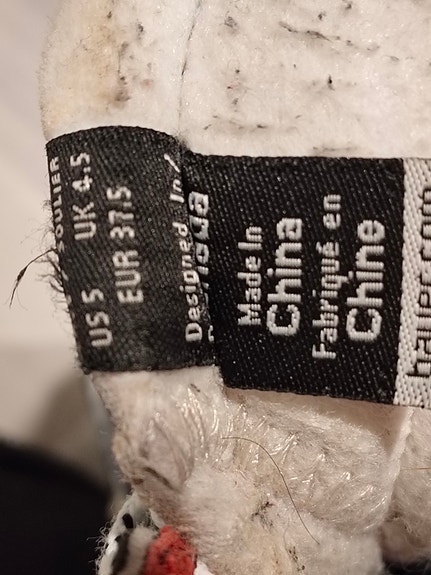 SOULIER
US 5 UK 4.5
EUR 37.5
Designed In/
Made In
China
Fabriqué en
Chine